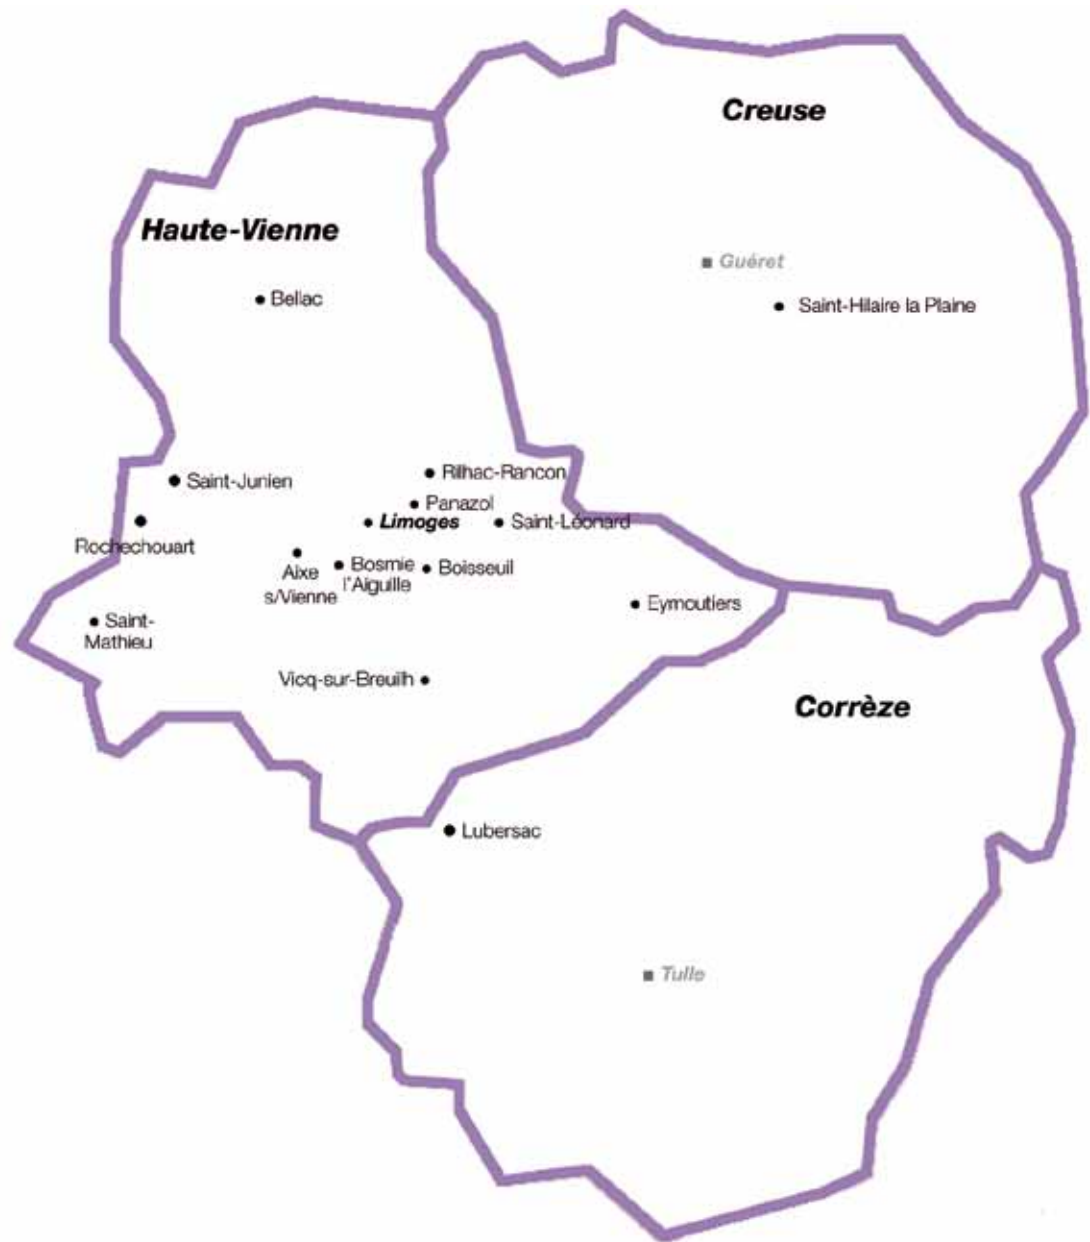 Creuse
Haute-Vienne
Guéret
Bellac
Saint-Hilaire la Plaine
Rilhac-Rancon
Saint-Junien
Panazol
Limoges
Saint-Léonard
Rochechouart
Aixe
s/Vienne
Bosmie
l'Aiguille
Boisseuil
Eymoutiers
Saint-
Mathieu
Vicq-sur-Breuilh
Corrèze
Lubersac
Tulle